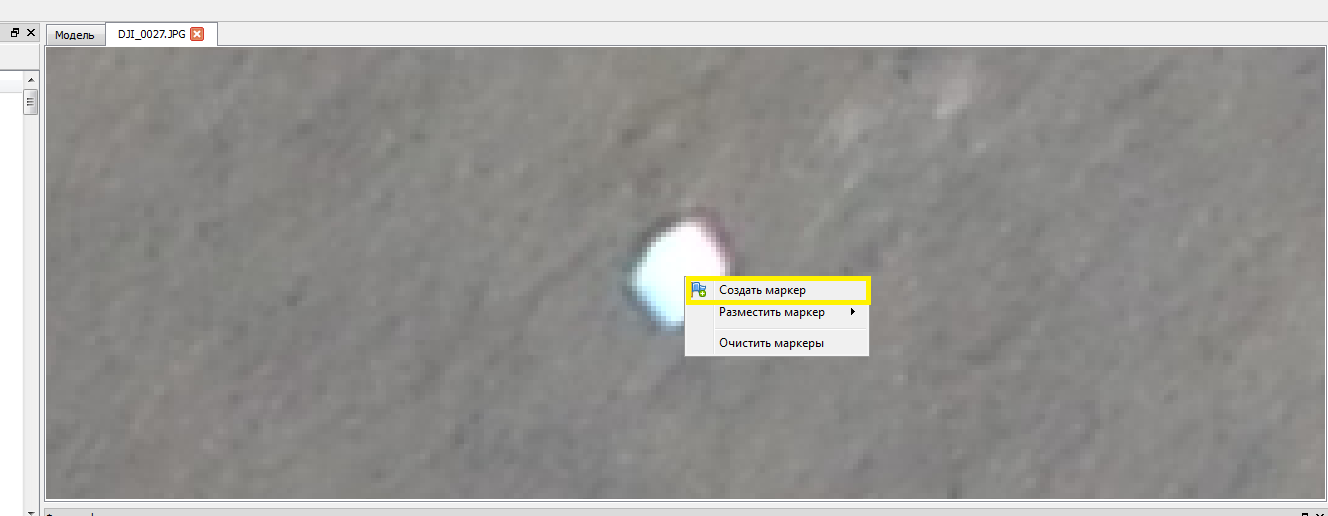 Модель
DJI_0027.JPG
Создать маркер
Разместить маркер
Очистить маркеры